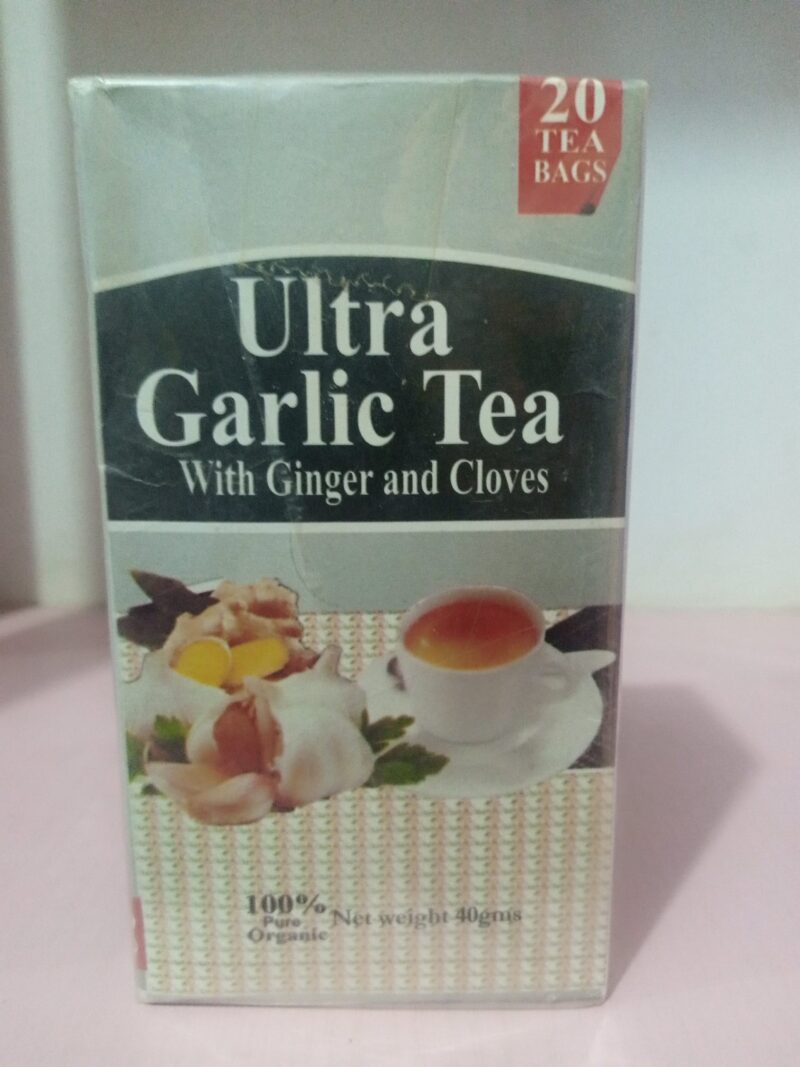 20
TEA
BAGS
Ultra
Garlic Tea
With Ginger and Cloves
100%
Pure
Organic
Net weight 40gms